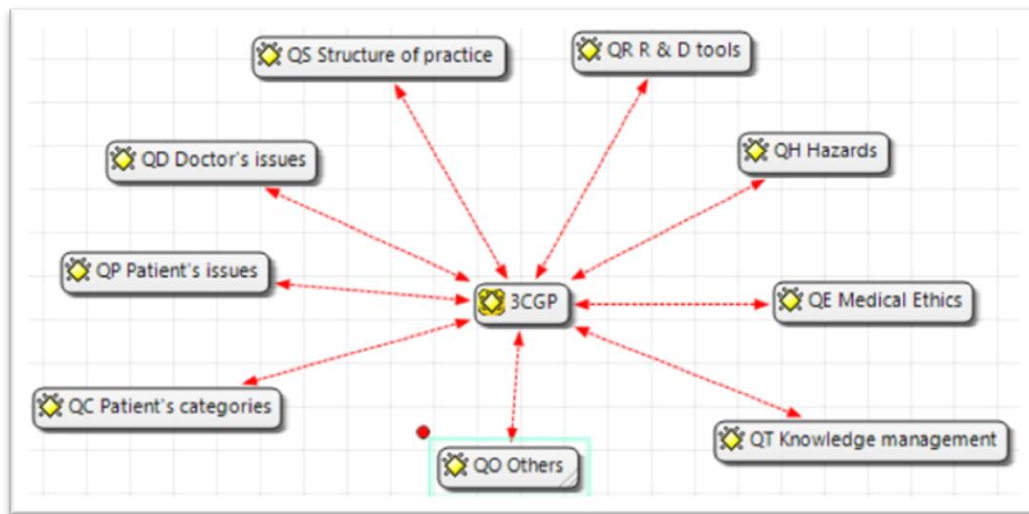 QS Structure of practice
QR R & D tools
QD Doctor's issues
QH Hazards
QP Patient's issues
3CGP
QE Medical Ethics
QC Patient's categories
QT Knowledge management
QO Others